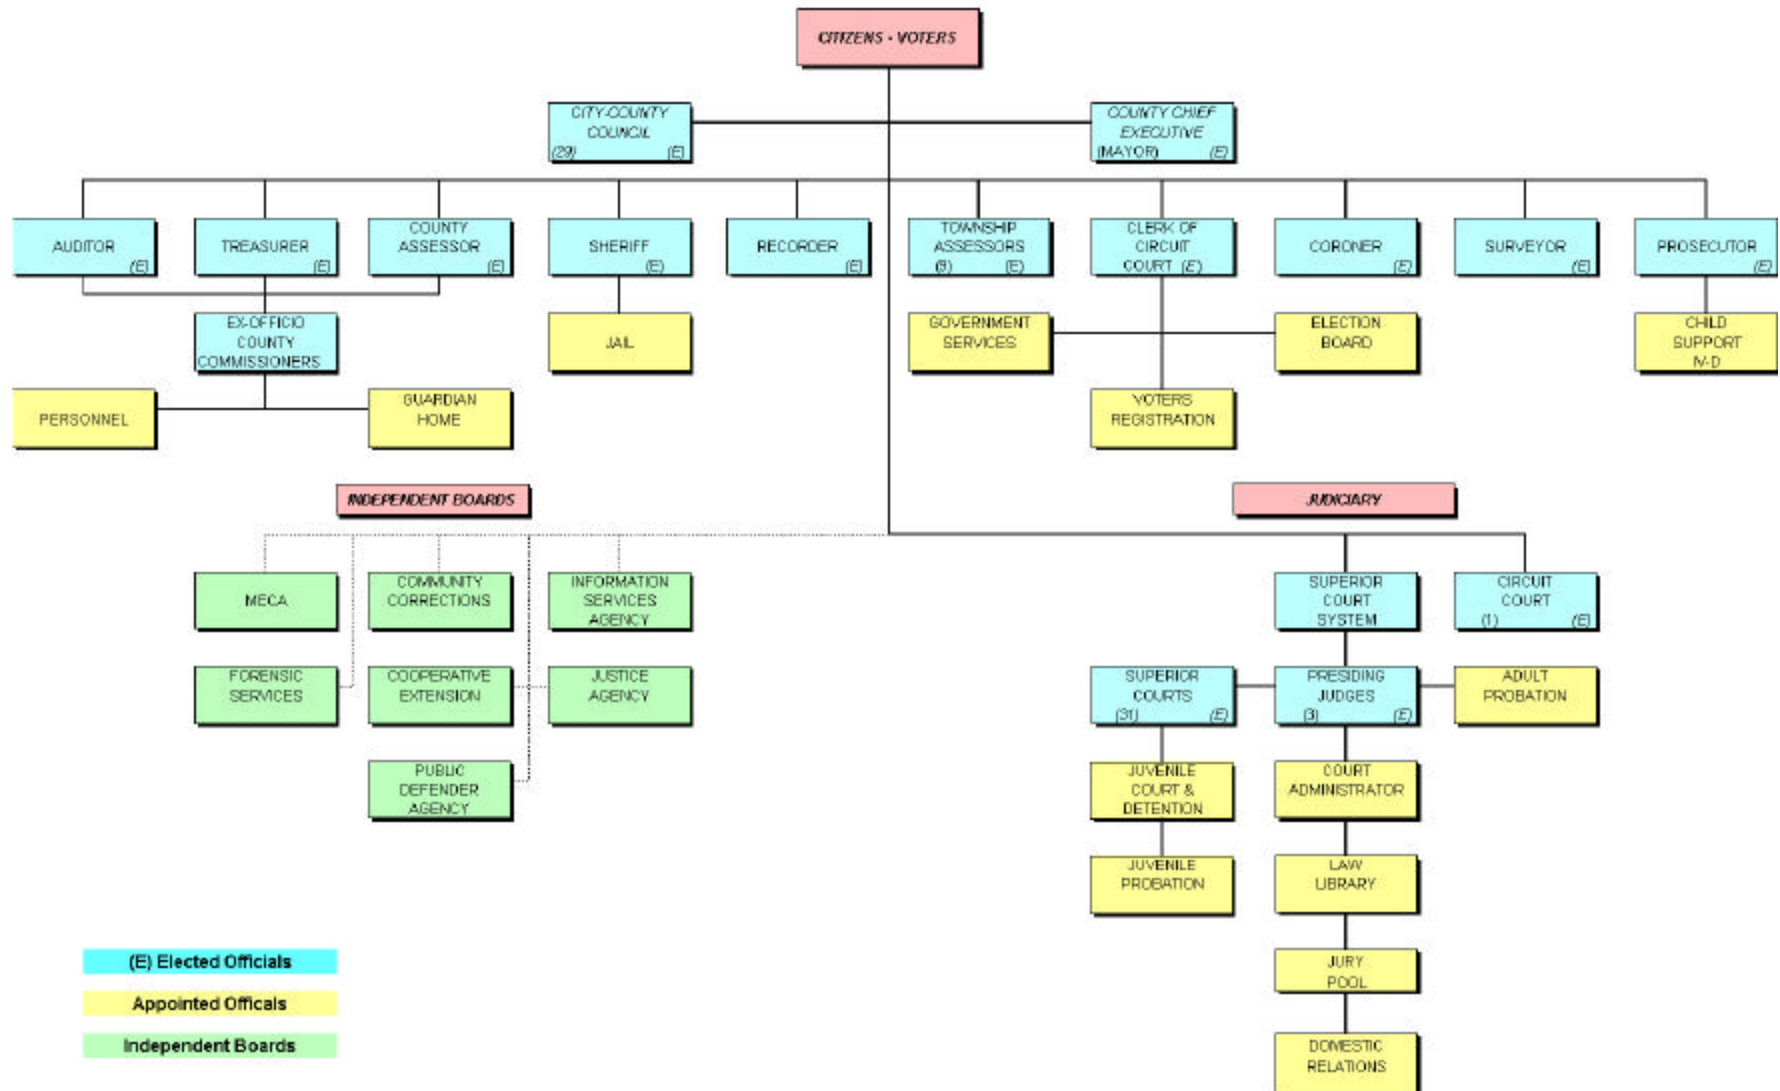 CITIZENS - VOTERS
CITY-COUNTY
COUNCIL
(29) (E)
COUNTY CHIEF
EXECUTIVE
(MAYOR) (E)
AUDITOR
(E)
TREASURER
(E)
COUNTY
ASSESSOR
(E)
SHERIFF
(E)
RECORDER
(E)
TOWNSHIP
ASSESSORS
(9) (E)
CLERK OF
CIRCUIT
COURT (E)
CORONER
(E)
SURVEYOR
(E)
PROSECUTOR
(E)
EX-OFFICIO
COUNTY
COMMISSIONERS
JAIL
GOVERNMENT
SERVICES
ELECTION
BOARD
CHILD
SUPPORT
IV-D
PERSONNEL
GUARDIAN
HOME
VOTERS
REGISTRATION
INDEPENDENT BOARDS
JUDICIARY
MECA
COMMUNITY
CORRECTIONS
INFORMATION
SERVICES
AGENCY
SUPERIOR
COURT
SYSTEM
CIRCUIT
COURT
(1) (E)
FORENSIC
SERVICES
COOPERATIVE
EXTENSION
JUSTICE
AGENCY
SUPERIOR
COURTS
(31) (E)
PRESIDING
JUDGES
(3) (E)
ADULT
PROBATION
PUBLIC
DEFENDER
AGENCY
JUVENILE
COURT &
DETENTION
COURT
ADMINISTRATOR
JUVENILE
PROBATION
LAW
LIBRARY
JURY
POOL
DOMESTIC
RELATIONS
(E) Elected Officials
Appointed Officals
Independent Boards